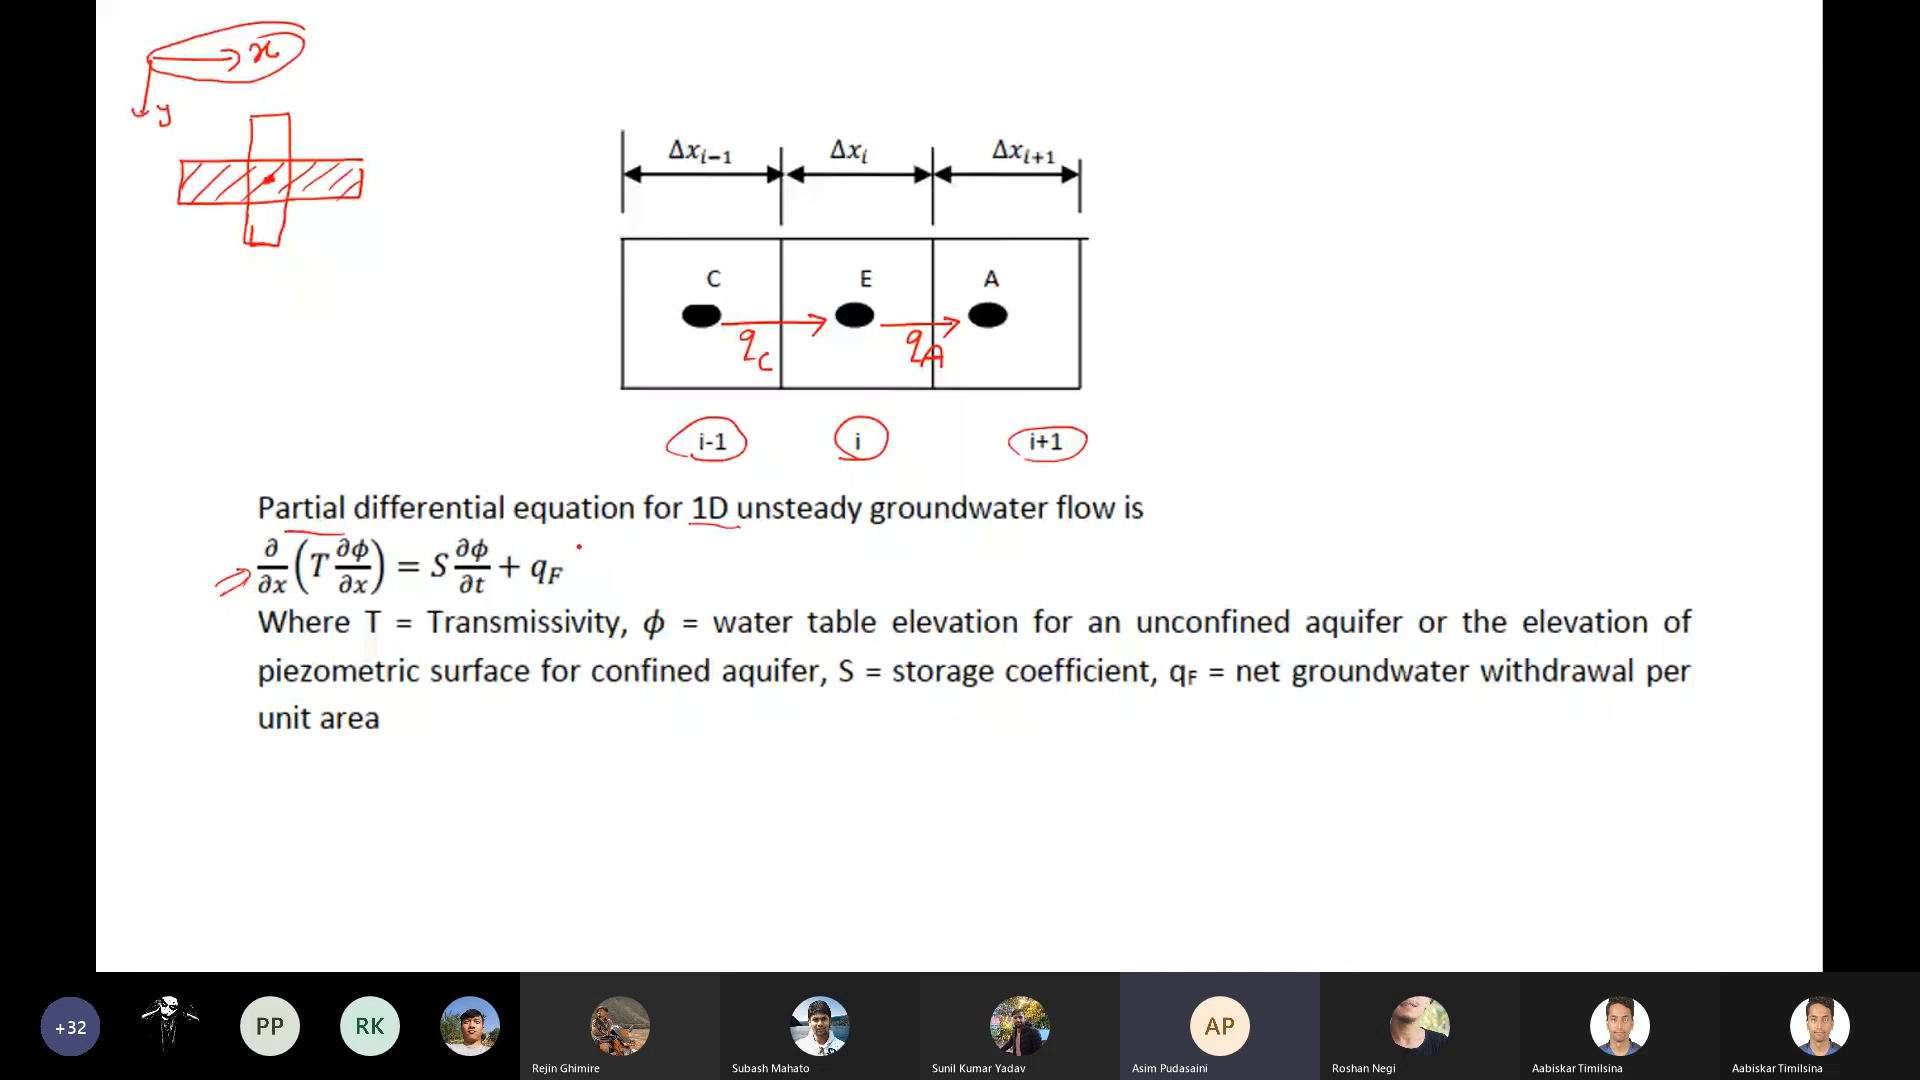 x
y
Δx_{i−1} Δx_i Δx_{i+1}
C E A
q_C q_A
i-1 i i+1
Partial differential equation for 1D unsteady groundwater flow is
∂/∂x (T ∂ϕ/∂x) = S ∂ϕ/∂t + q_F
Where T = Transmissivity, ϕ = water table elevation for an unconfined aquifer or the elevation of
piezometric surface for confined aquifer, S = storage coefficient, q_F = net groundwater withdrawal per
unit area
+32 PP RK AP
Rejin Ghimire Subash Mahato Sunil Kumar Yadav Asim Pudasaini Roshan Negi Aabiskar Timilsina Aabiskar Timilsina